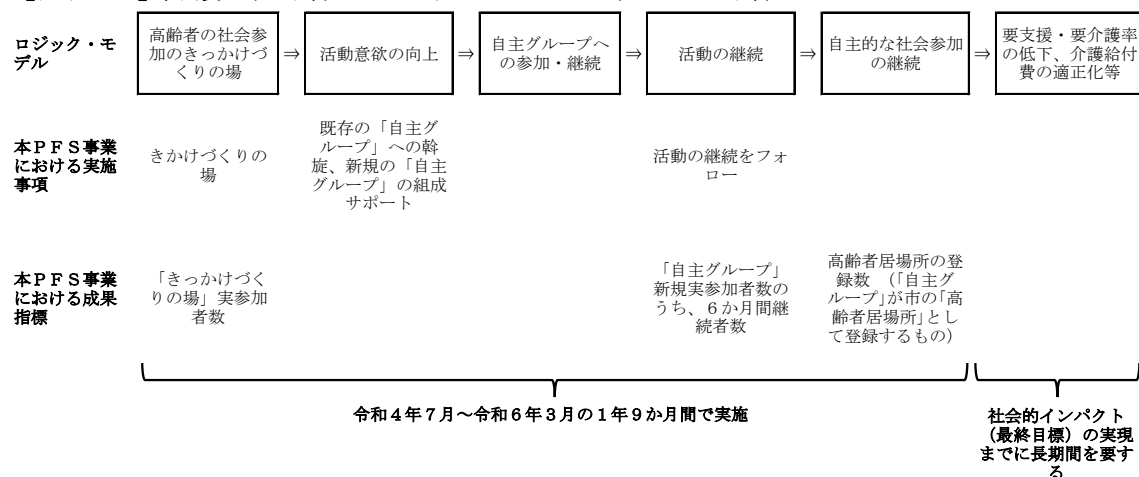 ロジック・モ
デル
高齢者の社会参
加のきっかけづ
くりの場
⇒
活動意欲の向上
⇒
自主グループへ
の参加・継続
⇒
活動の継続
⇒
自主的な社会参加
の継続
⇒
要支援・要介護率
の低下、介護給付
費の適正化等
本ＰＦＳ事業
における実施
事項
きかけづくりの
場
既存の「自主グ
ループ」への斡
旋、新規の「自主
グループ」の組成
サポート
活動の継続をフォ
ロー
本ＰＦＳ事業
における成果
指標
「きっかけづく
りの場」実参加
者数
「自主グループ」
新規実参加者数の
うち、６か月間継
続者数
高齢者居場所の登
録数 （「自主グ
ループ」が市の「高
齢者居場所」とし
て登録するもの）
令和４年７月～令和６年３月の１年９か月間で実施
社会的インパクト
（最終目標）の実現
までに長期間を要す
る